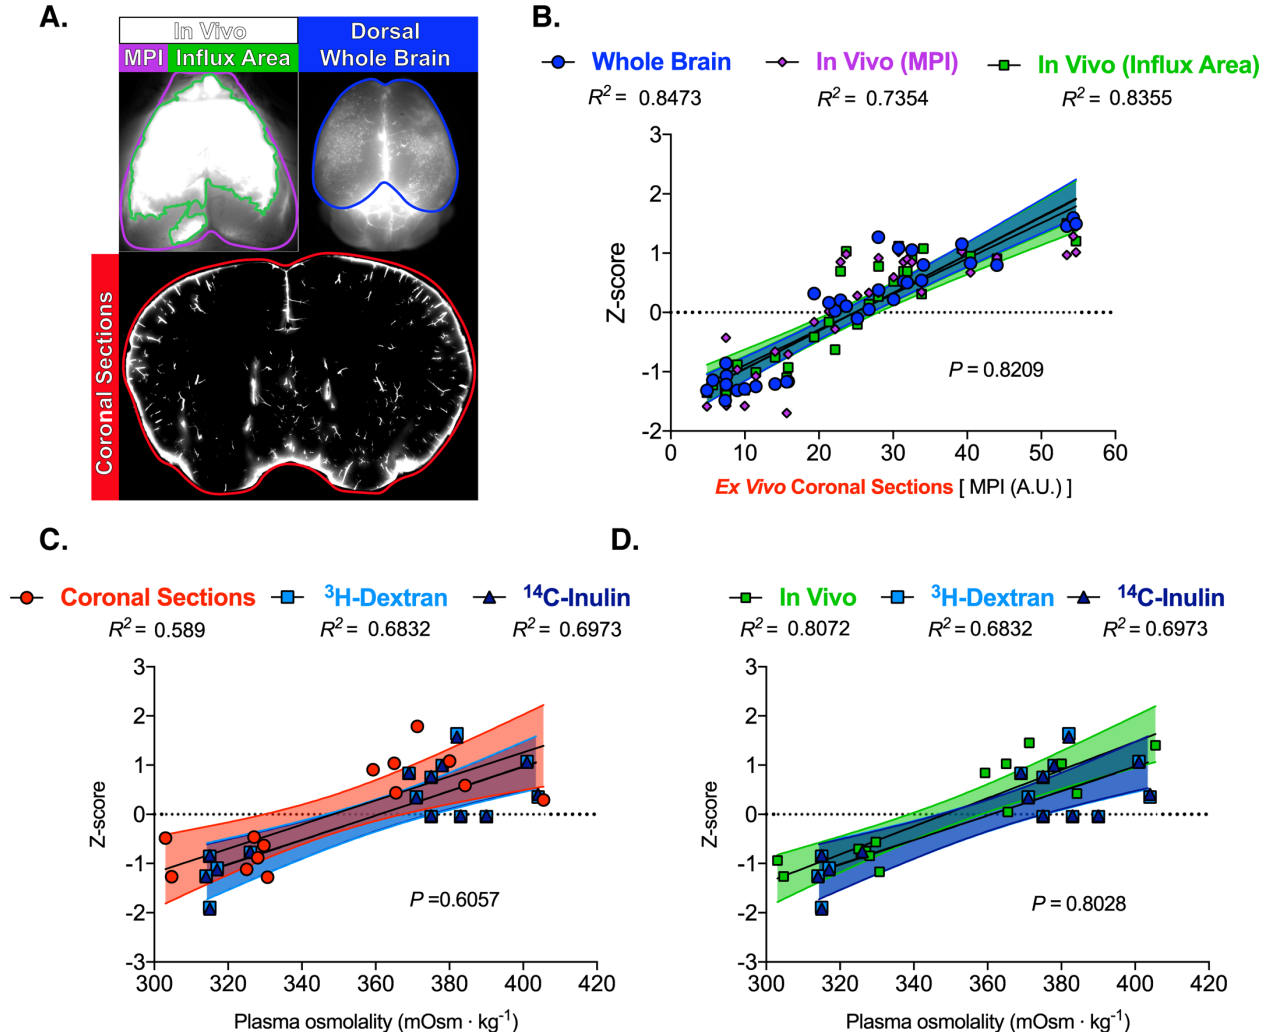 A.
In Vivo
MPI Influx Area
Dorsal
Whole Brain
Coronal Sections
B.
Whole Brain
R² = 0.8473
In Vivo (MPI)
R² = 0.7354
In Vivo (Influx Area)
R² = 0.8355
3
2
1
0
-1
-2
Z-score
P = 0.8209
0 10 20 30 40 50 60
Ex Vivo Coronal Sections [ MPI (A.U.) ]
C.
Coronal Sections
R² = 0.589
³H-Dextran
R² = 0.6832
¹⁴C-Inulin
R² = 0.6973
3
2
1
0
-1
-2
-3
Z-score
P =0.6057
300 320 340 360 380 400 420
Plasma osmolality (mOsm · kg⁻¹)
D.
In Vivo
R² = 0.8072
³H-Dextran
R² = 0.6832
¹⁴C-Inulin
R² = 0.6973
3
2
1
0
-1
-2
-3
Z-score
P = 0.8028
300 320 340 360 380 400 420
Plasma osmolality (mOsm · kg⁻¹)